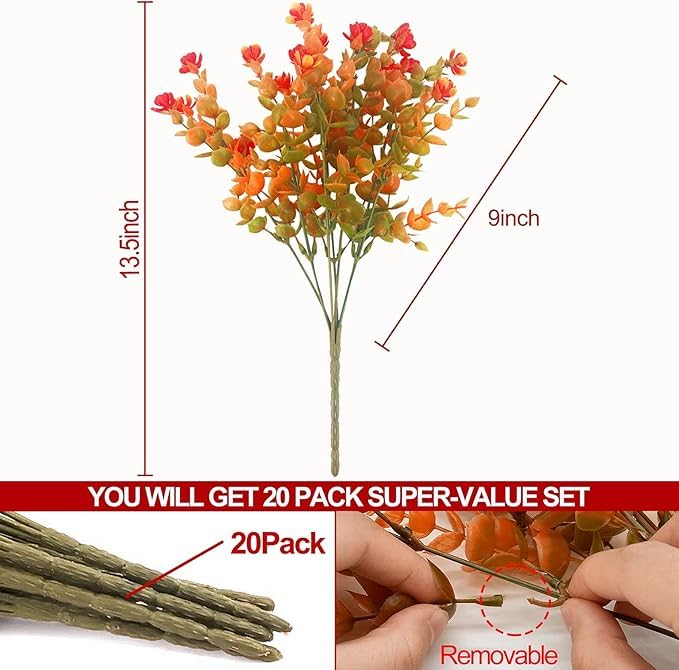 13.5inch
9inch
YOU WILL GET 20 PACK SUPER-VALUE SET
20Pack
Removable